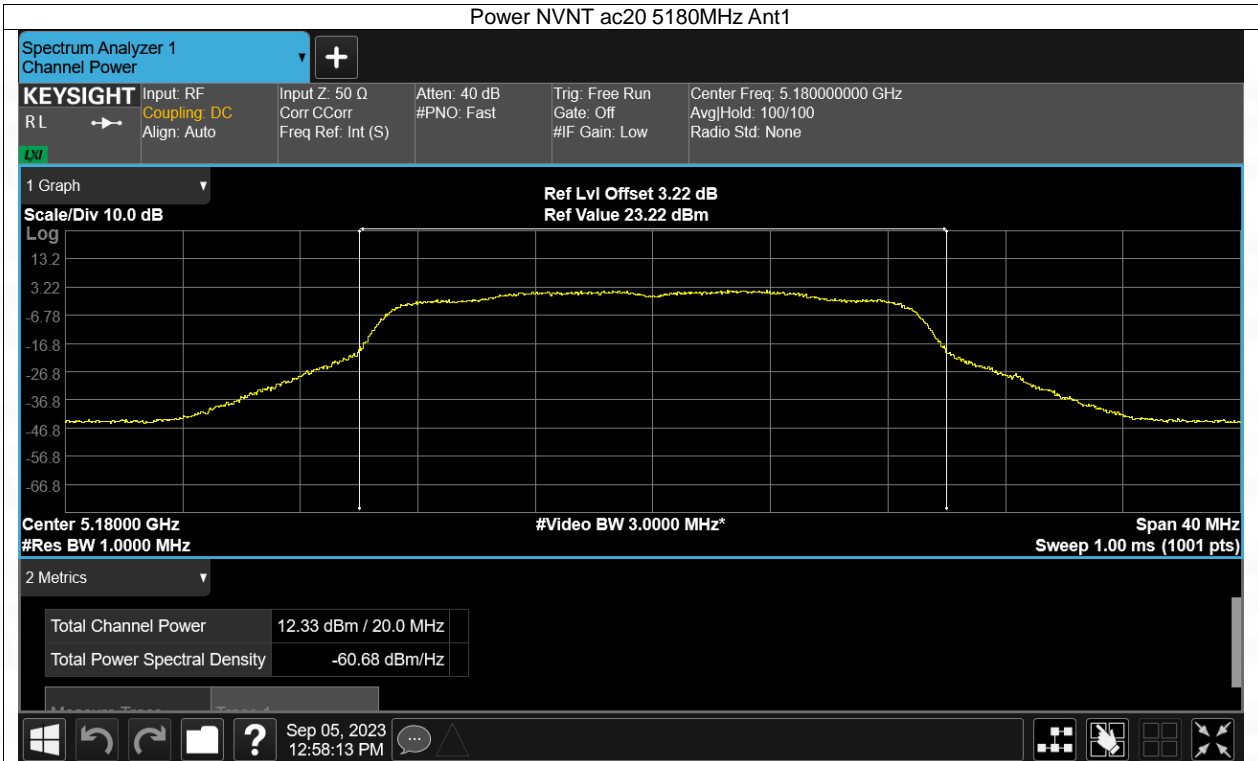 Power NVNT ac20 5180MHz Ant1
Spectrum Analyzer 1
Channel Power
KEYSIGHT
R L
LXI
Input: RF
Coupling: DC
Align: Auto
Input Z: 50 Ω
Corr CCorr
Freq Ref: Int (S)
Atten: 40 dB
#PNO: Fast
Trig: Free Run
Gate: Off
#IF Gain: Low
Center Freq: 5.180000000 GHz
Avg|Hold: 100/100
Radio Std: None
1 Graph
Scale/Div 10.0 dB
Ref Lvl Offset 3.22 dB
Ref Value 23.22 dBm
Log
13.2
3.22
-6.78
-16.8
-26.8
-36.8
-46.8
-56.8
-66.8
Center 5.18000 GHz
#Res BW 1.0000 MHz
#Video BW 3.0000 MHz*
Span 40 MHz
Sweep 1.00 ms (1001 pts)
2 Metrics
Total Channel Power 12.33 dBm / 20.0 MHz
Total Power Spectral Density -60.68 dBm/Hz
Sep 05, 2023
12:58:13 PM